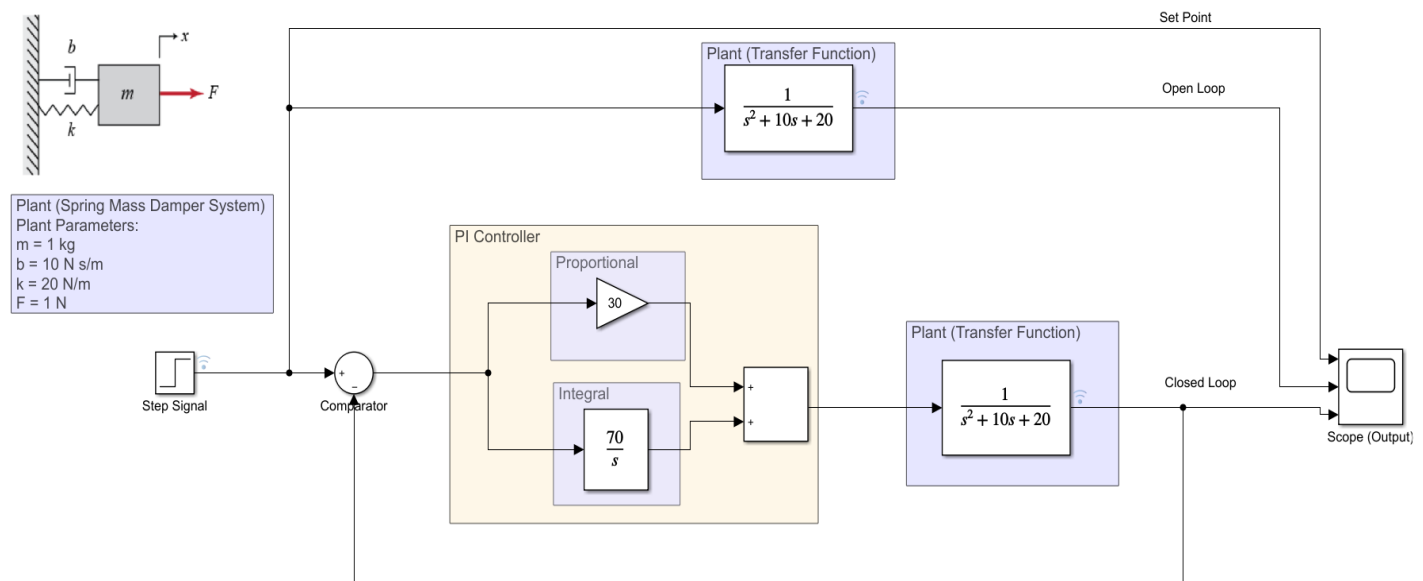 Set Point
x
b
m
F
k
Plant (Transfer Function)
1
s² + 10s + 20
Open Loop
Plant (Spring Mass Damper System)
Plant Parameters:
m = 1 kg
b = 10 N s/m
k = 20 N/m
F = 1 N
PI Controller
Proportional
30
Step Signal
+
−
Comparator
Integral
70
s
+
+
Plant (Transfer Function)
1
s² + 10s + 20
Closed Loop
Scope (Output)